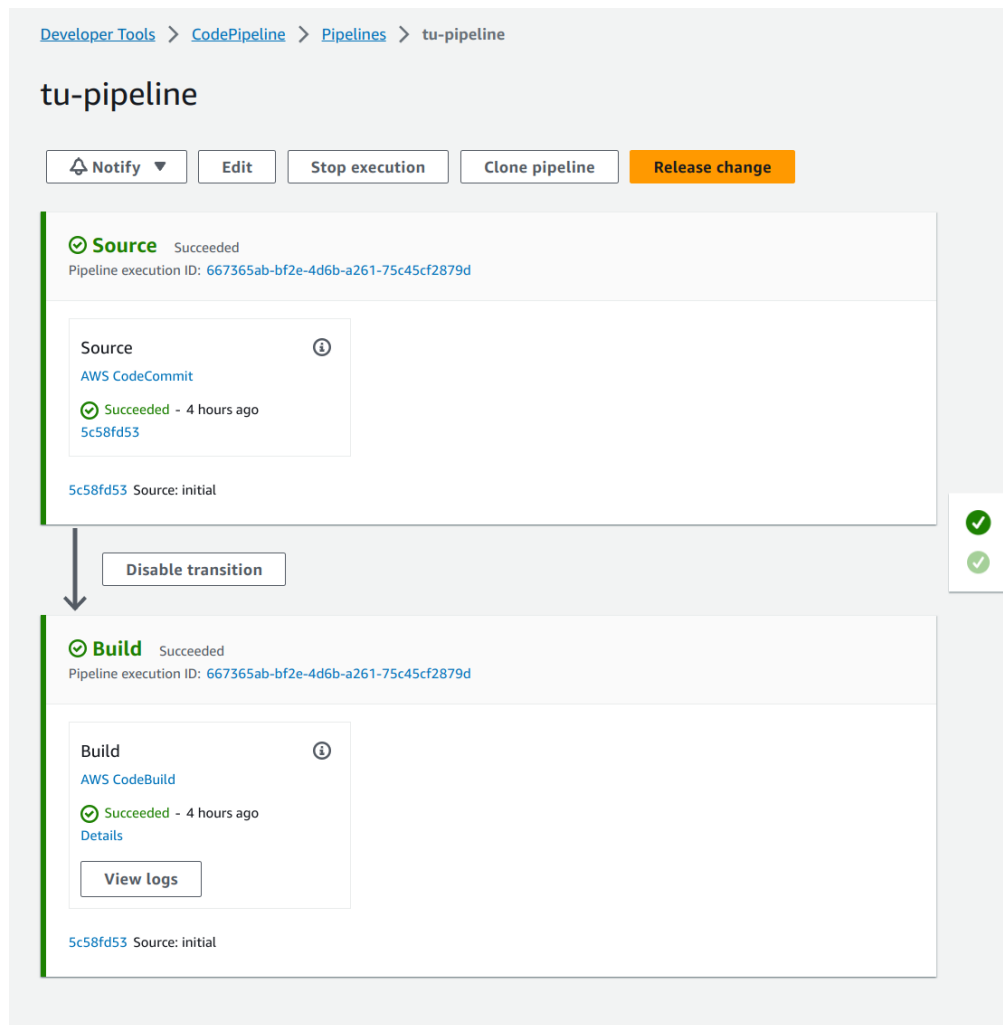 Developer Tools > CodePipeline > Pipelines > tu-pipeline
tu-pipeline
Notify Edit Stop execution Clone pipeline Release change
Source Succeeded
Pipeline execution ID: 667365ab-bf2e-4d6b-a261-75c45cf2879d
Source
AWS CodeCommit
Succeeded - 4 hours ago
5c58fd53
5c58fd53 Source: initial
Disable transition
Build Succeeded
Pipeline execution ID: 667365ab-bf2e-4d6b-a261-75c45cf2879d
Build
AWS CodeBuild
Succeeded - 4 hours ago
Details
View logs
5c58fd53 Source: initial